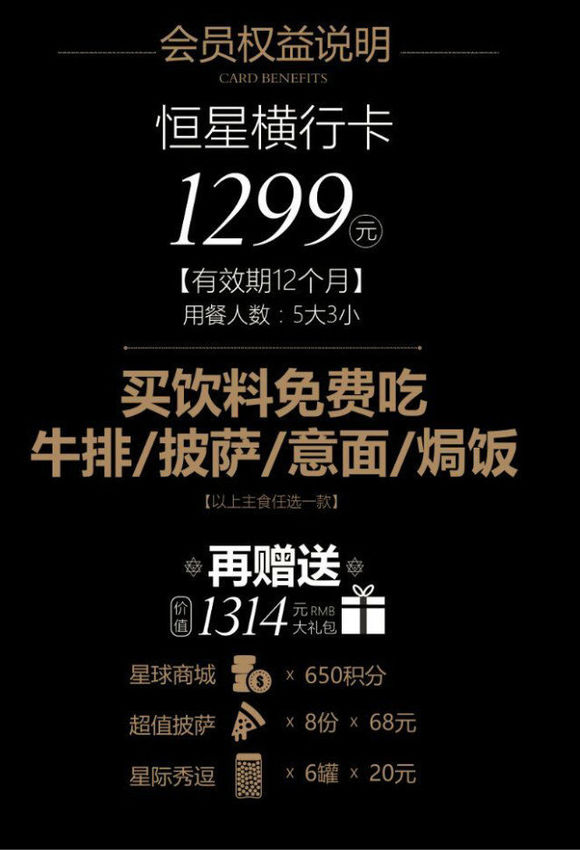 会员权益说明
CARD BENEFITS
恒星横行卡
1299元
【有效期12个月】
用餐人数：5大3小
买饮料免费吃
牛排/披萨/意面/焗饭
【以上主食任选一款】
再赠送
价值 1314 元RMB 大礼包
星球商城 x 650积分
超值披萨 x 8份 x 68元
星际秀逗 x 6罐 x 20元